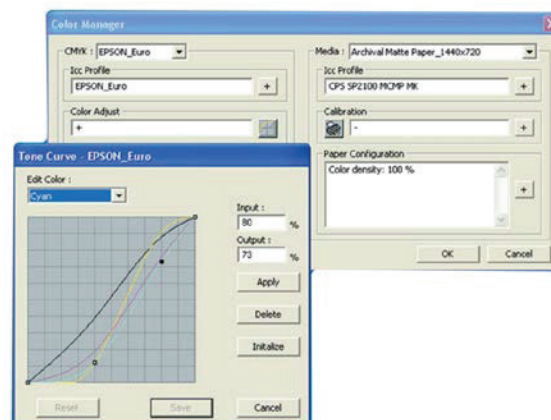 Color Manager
CMYK : EPSON_Euro
Media : Archival Matte Paper_1440x720
Icc Profile
EPSON_Euro +
Icc Profile
CPS SP2100 MCMP MK +
Color Adjust
+
Calibration
- +
Paper Configuration
Color density: 100 %
+
OK Cancel
Tone Curve - EPSON_Euro
Edit Color :
Cyan
Input :
80 %
Output :
73 %
Apply
Delete
Initialize
Reset Save Cancel